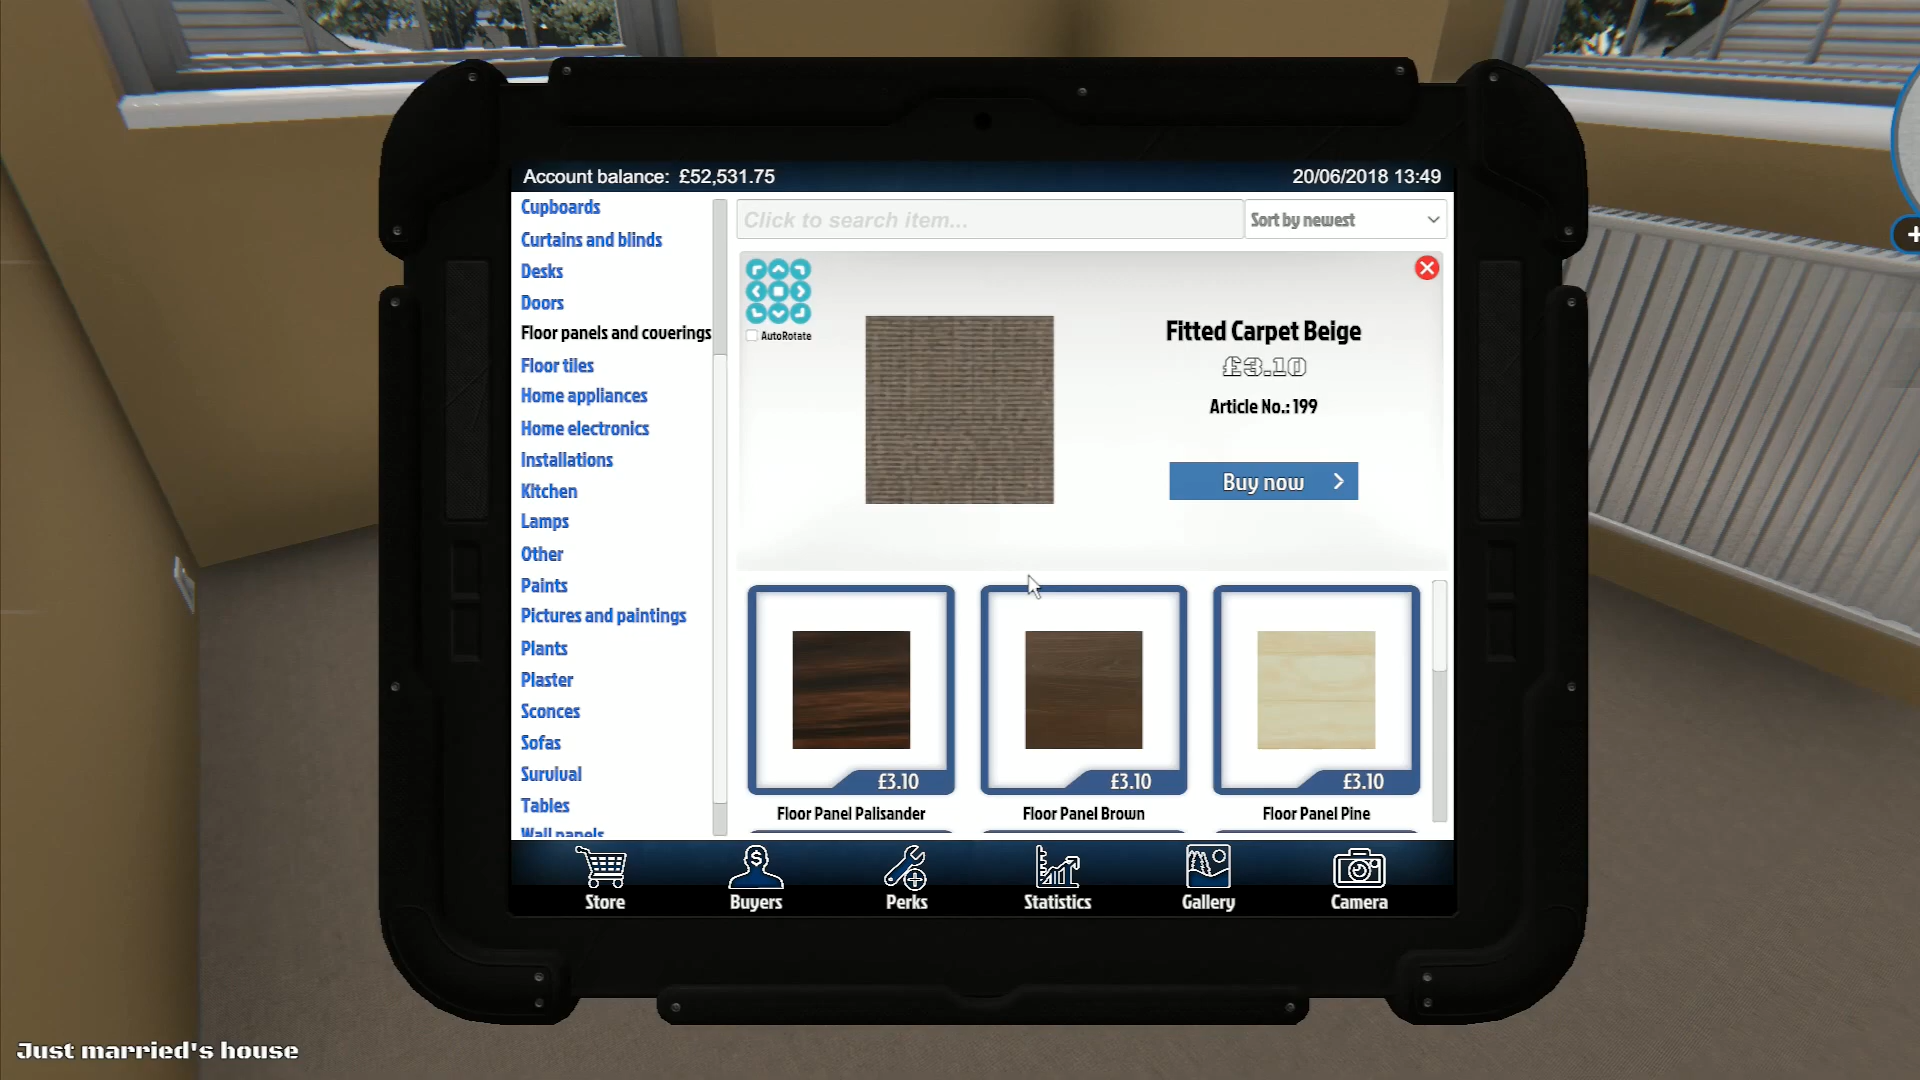 Account balance: £52,531.75
20/06/2018 13:49
Cupboards
Curtains and blinds
Desks
Doors
Floor panels and coverings
Floor tiles
Home appliances
Home electronics
Installations
Kitchen
Lamps
Other
Paints
Pictures and paintings
Plants
Plaster
Sconces
Sofas
Survival
Tables
Wall panels
Click to search item...
Sort by newest
AutoRotate
Fitted Carpet Beige
£3.10
Article No.: 199
Buy now
£3.10
£3.10
£3.10
Floor Panel Palisander
Floor Panel Brown
Floor Panel Pine
Store
Buyers
Perks
Statistics
Gallery
Camera
Just married's house